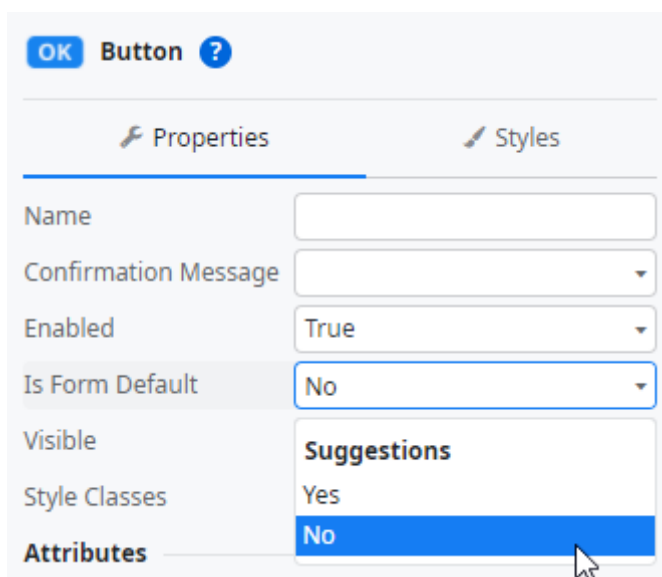 OK Button ?
Properties Styles
Name
Confirmation Message
Enabled True
Is Form Default No
Visible
Suggestions
Yes
Style Classes
No
Attributes